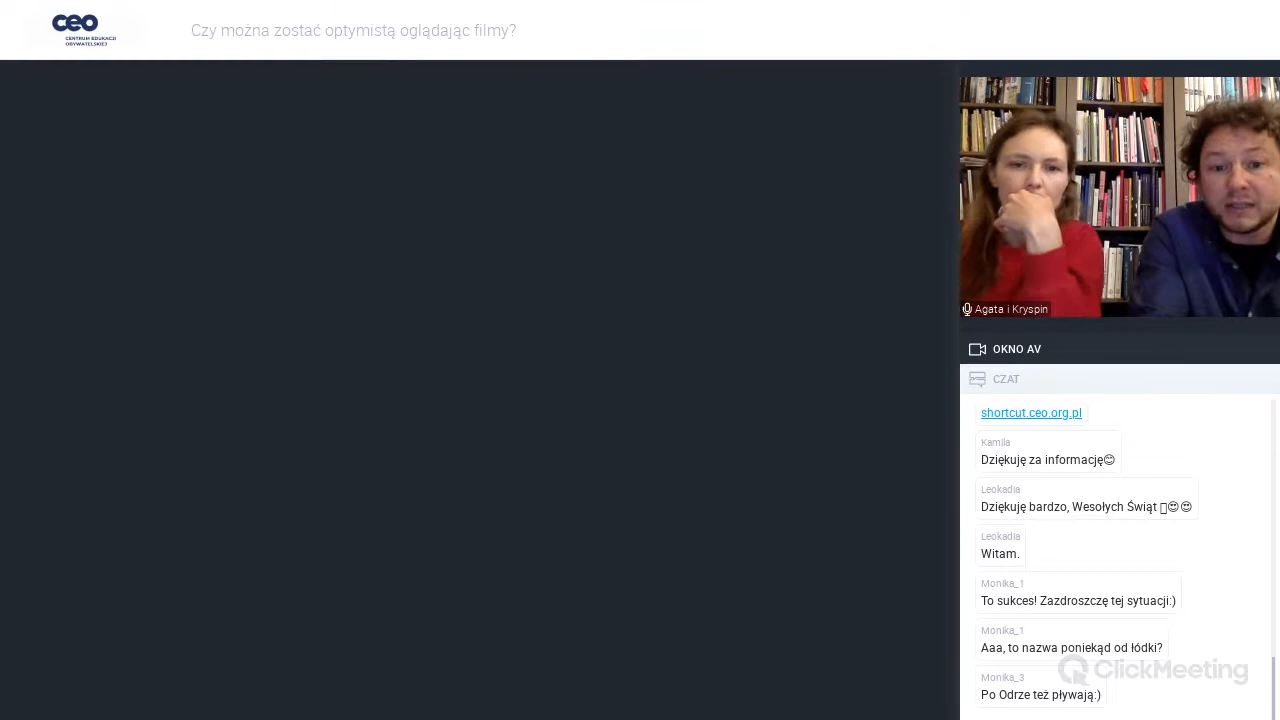 ceo
CENTRUM EDUKACJI
OBYWATELSKIEJ
Czy można zostać optymistą oglądając filmy?
Agata i Kryspin
OKNO AV
CZAT
shortcut.ceo.org.pl
Kamila
Dziękuję za informację😊
Leokadia
Dziękuję bardzo, Wesołych Świąt 😍😍
Leokadia
Witam.
Monika_1
To sukces! Zazdroszczę tej sytuacji:)
Monika_1
Aaa, to nazwa poniekąd od łódki?
ClickMeeting
Monika_3
Po Odrze też pływają:)